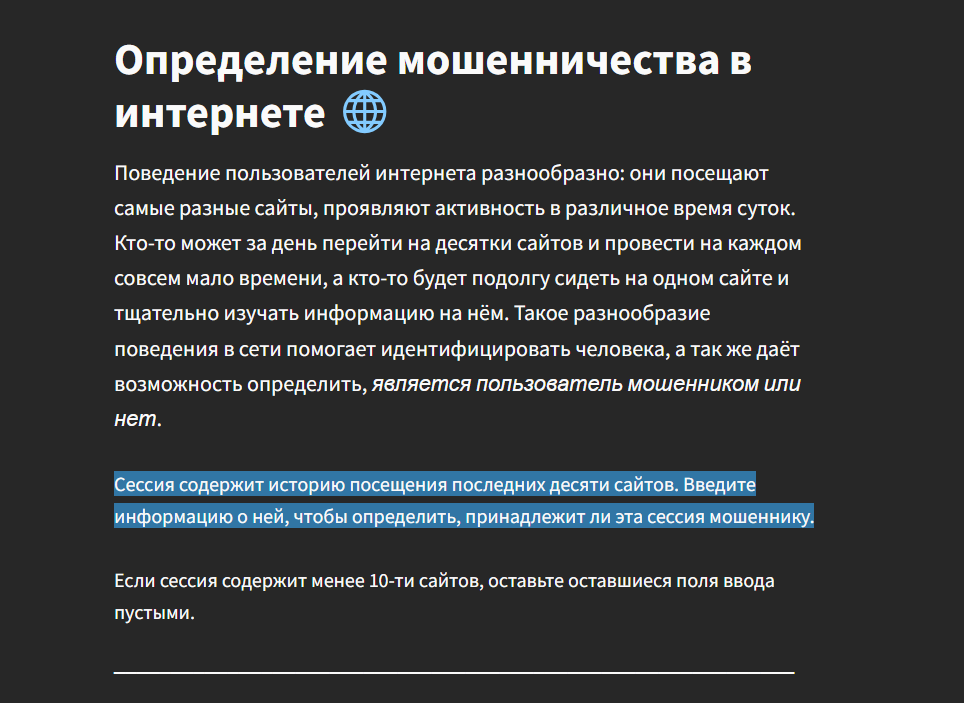 Определение мошенничества в
интернете
Поведение пользователей интернета разнообразно: они посещают
самые разные сайты, проявляют активность в различное время суток.
Кто-то может за день перейти на десятки сайтов и провести на каждом
совсем мало времени, а кто-то будет подолгу сидеть на одном сайте и
тщательно изучать информацию на нём. Такое разнообразие
поведения в сети помогает идентифицировать человека, а так же даёт
возможность определить, является пользователь мошенником или
нет.
Сессия содержит историю посещения последних десяти сайтов. Введите
информацию о ней, чтобы определить, принадлежит ли эта сессия мошеннику.
Если сессия содержит менее 10-ти сайтов, оставьте оставшиеся поля ввода
пустыми.